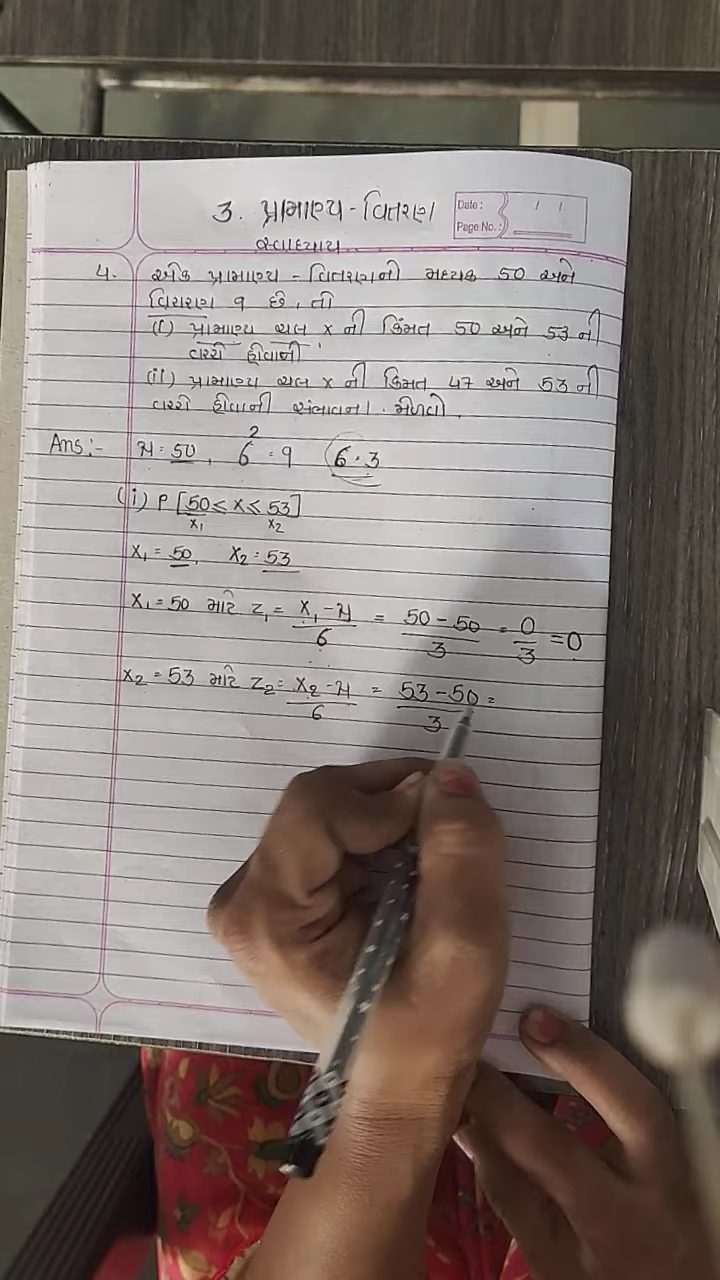 3. પ્રામાણ્ય - વિતરણ
Date: / /
Page No.:
સ્વાધ્યાય
4. એક પ્રામાણ્ય - વિતરણનો મધ્યક 50 અને
વિચરણ 9 છે, તો
(i) પ્રામાણ્ય ચલ x ની કિંમત 50 અને 53 ની
વચ્ચે હોવાની
(ii) પ્રામાણ્ય ચલ x ની કિંમત 47 અને 53 ની
વચ્ચે હોવાની સંભાવના મેળવો.
Ans:- μ = 50, σ² = 9 σ = 3
(i) P [50 ≤ x ≤ 53]
x₁ x₂
x₁ = 50, x₂ = 53
x₁ = 50 માટે z₁ = x₁ - μ / σ = 50 - 50 / 3 = 0 / 3 = 0
x₂ = 53 માટે z₂ = x₂ - μ / σ = 53 - 50 / 3 =